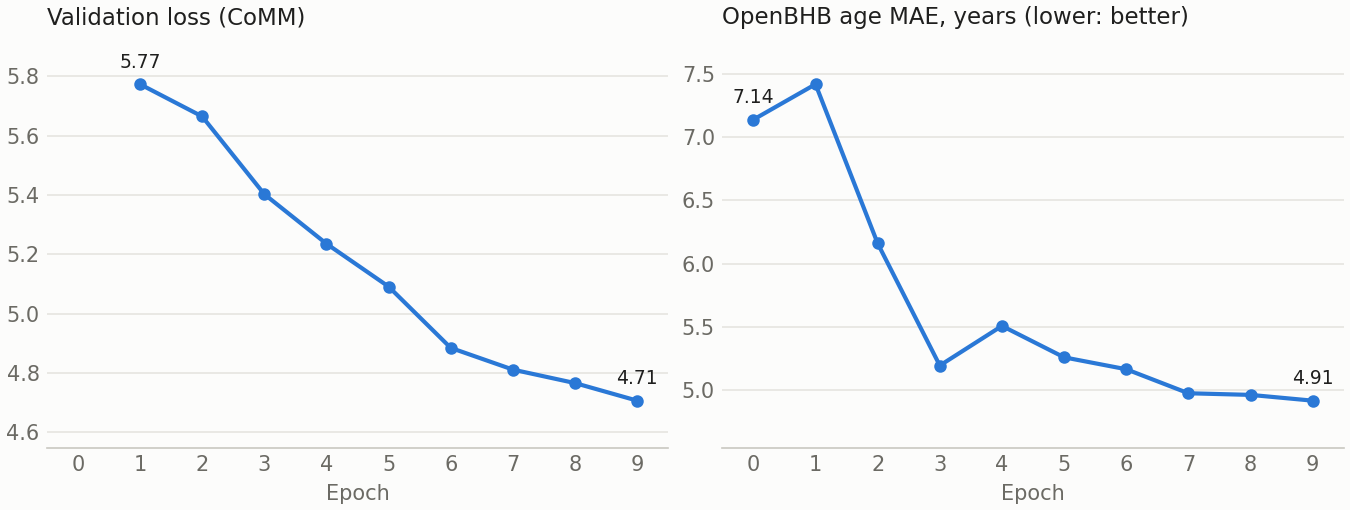 Validation loss (CoMM)
5.77
5.8
5.6
5.4
5.2
5.0
4.8
4.6
4.71
0 1 2 3 4 5 6 7 8 9
Epoch
OpenBHB age MAE, years (lower: better)
7.5
7.14
7.0
6.5
6.0
5.5
5.0
4.91
0 1 2 3 4 5 6 7 8 9
Epoch